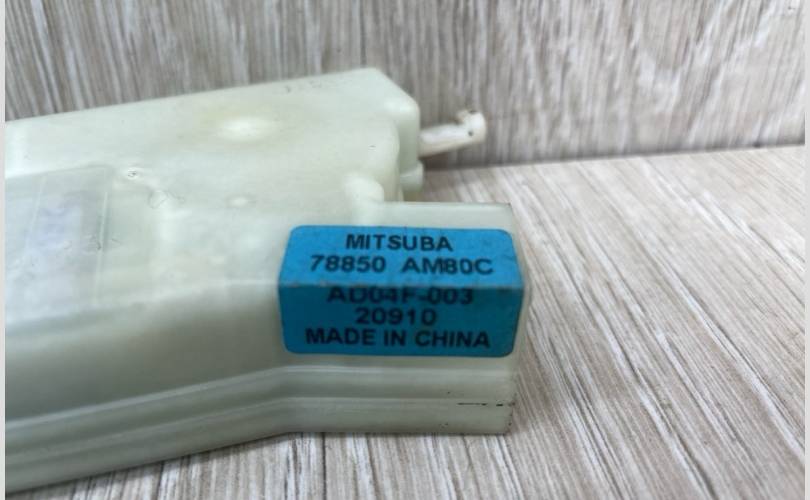 MITSUBA
78850 AM80C
AD04F-003
20910
MADE IN CHINA